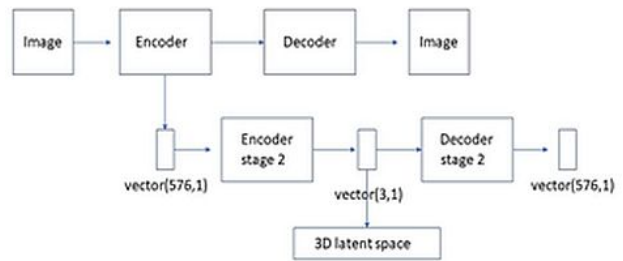 Image
Encoder
Decoder
Image
Encoder
stage 2
Decoder
stage 2
vector(576,1)
vector(3,1)
vector(576,1)
3D latent space